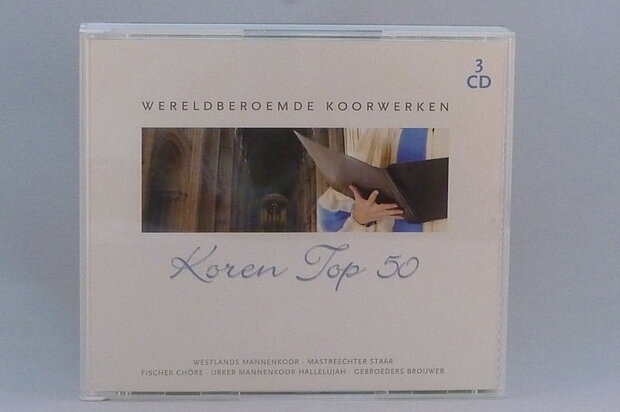 3
CD
WERELDBEROEMDE KOORWERKEN
Koren Top 50
WESTLANDS MANNENKOOR · MASTREECHTER STAAR
FISCHER CHÖRE · URKER MANNENKOOR HALLELUJAH · GEBROEDERS BROUWER